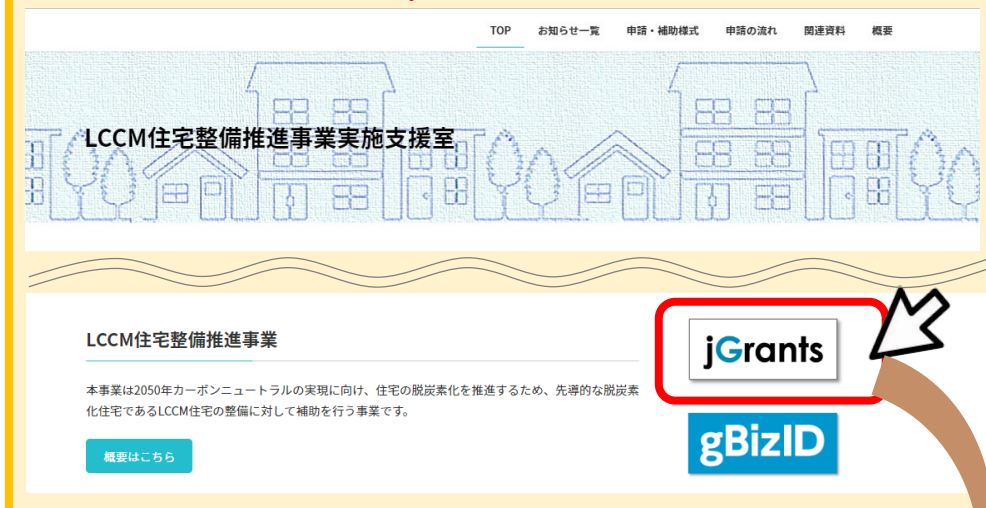 TOP お知らせ一覧 申請・補助様式 申請の流れ 関連資料 概要
LCCM住宅整備推進事業実施支援室
LCCM住宅整備推進事業
jGrants
本事業は2050年カーボンニュートラルの実現に向け、住宅の脱炭素化を推進するため、先導的な脱炭素
化住宅であるLCCM住宅の整備に対して補助を行う事業です。
gBizID
概要はこちら